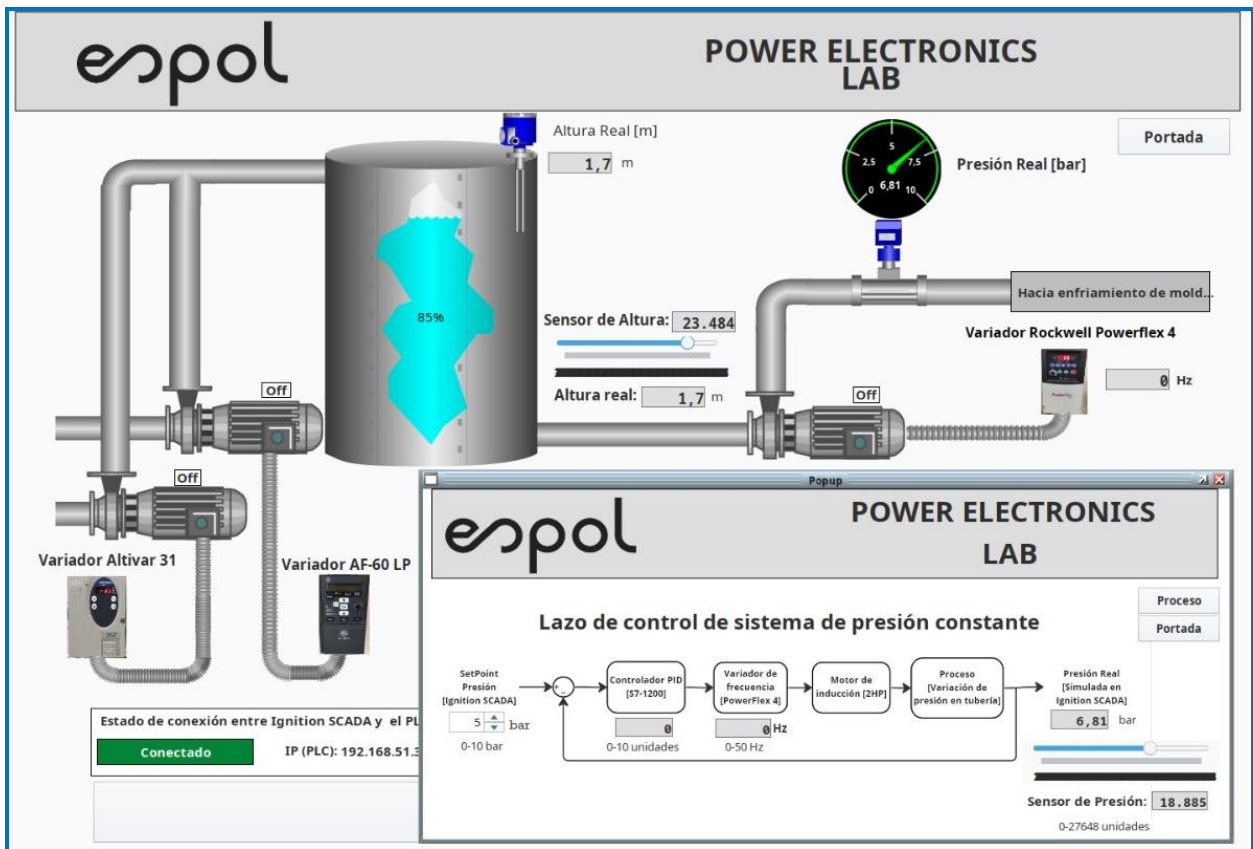 espol
POWER ELECTRONICS
LAB
Altura Real [m]
1,7 m
Portada
Presión Real [bar]
0
2,5
5
7,5
10
6,81
Hacia enfriamiento de mold...
85%
Sensor de Altura: 23.484
Altura real: 1,7 m
Variador Rockwell Powerflex 4
0 Hz
Off
Off
Off
Variador Altivar 31
Variador AF-60 LP
Estado de conexión entre Ignition SCADA y el PL
Conectado
IP (PLC): 192.168.51.3
Popup
espol
POWER ELECTRONICS
LAB
Proceso
Portada
Lazo de control de sistema de presión constante
SetPoint
Presión
[Ignition SCADA]
5 bar
0-10 bar
+
-
Controlador PID
[S7-1200]
0
0-10 unidades
Variador de
frecuencia
[PowerFlex 4]
0 Hz
0-50 Hz
Motor de
inducción [2HP]
Proceso
[Variación de
presión en tubería]
Presión Real
[Simulada en
Ignition SCADA]
6,81 bar
Sensor de Presión: 18.885
0-27648 unidades